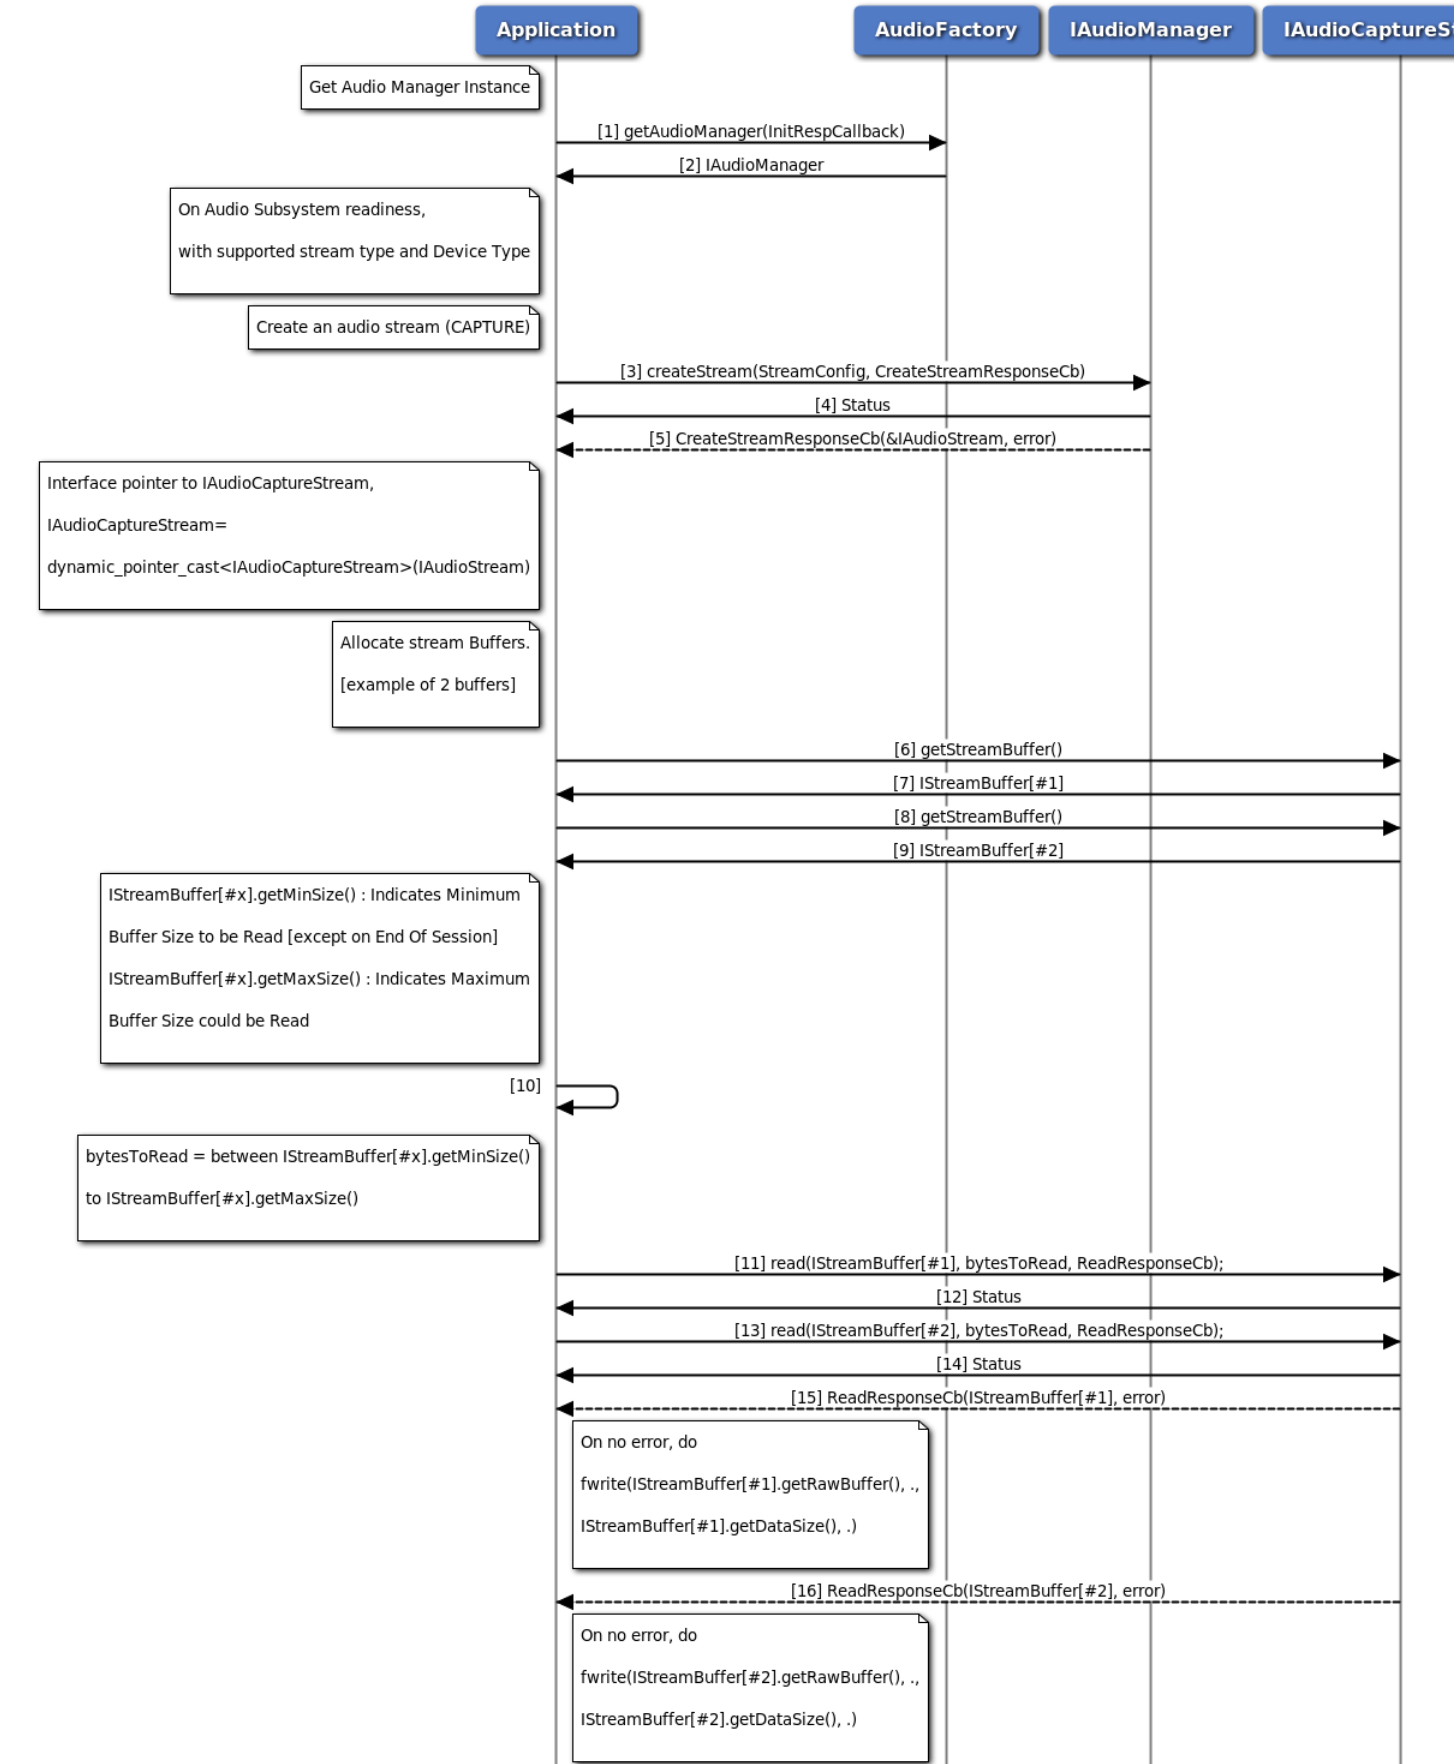 Application
AudioFactory
IAudioManager
IAudioCaptureSt
Get Audio Manager Instance
[1] getAudioManager(InitRespCallback)
[2] IAudioManager
On Audio Subsystem readiness,
with supported stream type and Device Type
Create an audio stream (CAPTURE)
[3] createStream(StreamConfig, CreateStreamResponseCb)
[4] Status
[5] CreateStreamResponseCb(&IAudioStream, error)
Interface pointer to IAudioCaptureStream,
IAudioCaptureStream=
dynamic_pointer_cast<IAudioCaptureStream>(IAudioStream)
Allocate stream Buffers.
[example of 2 buffers]
[6] getStreamBuffer()
[7] IStreamBuffer[#1]
[8] getStreamBuffer()
[9] IStreamBuffer[#2]
IStreamBuffer[#x].getMinSize() : Indicates Minimum
Buffer Size to be Read [except on End Of Session]
IStreamBuffer[#x].getMaxSize() : Indicates Maximum
Buffer Size could be Read
[10]
bytesToRead = between IStreamBuffer[#x].getMinSize()
to IStreamBuffer[#x].getMaxSize()
[11] read(IStreamBuffer[#1], bytesToRead, ReadResponseCb);
[12] Status
[13] read(IStreamBuffer[#2], bytesToRead, ReadResponseCb);
[14] Status
[15] ReadResponseCb(IStreamBuffer[#1], error)
On no error, do
fwrite(IStreamBuffer[#1].getRawBuffer(), .,
IStreamBuffer[#1].getDataSize(), .)
[16] ReadResponseCb(IStreamBuffer[#2], error)
On no error, do
fwrite(IStreamBuffer[#2].getRawBuffer(), .,
IStreamBuffer[#2].getDataSize(), .)